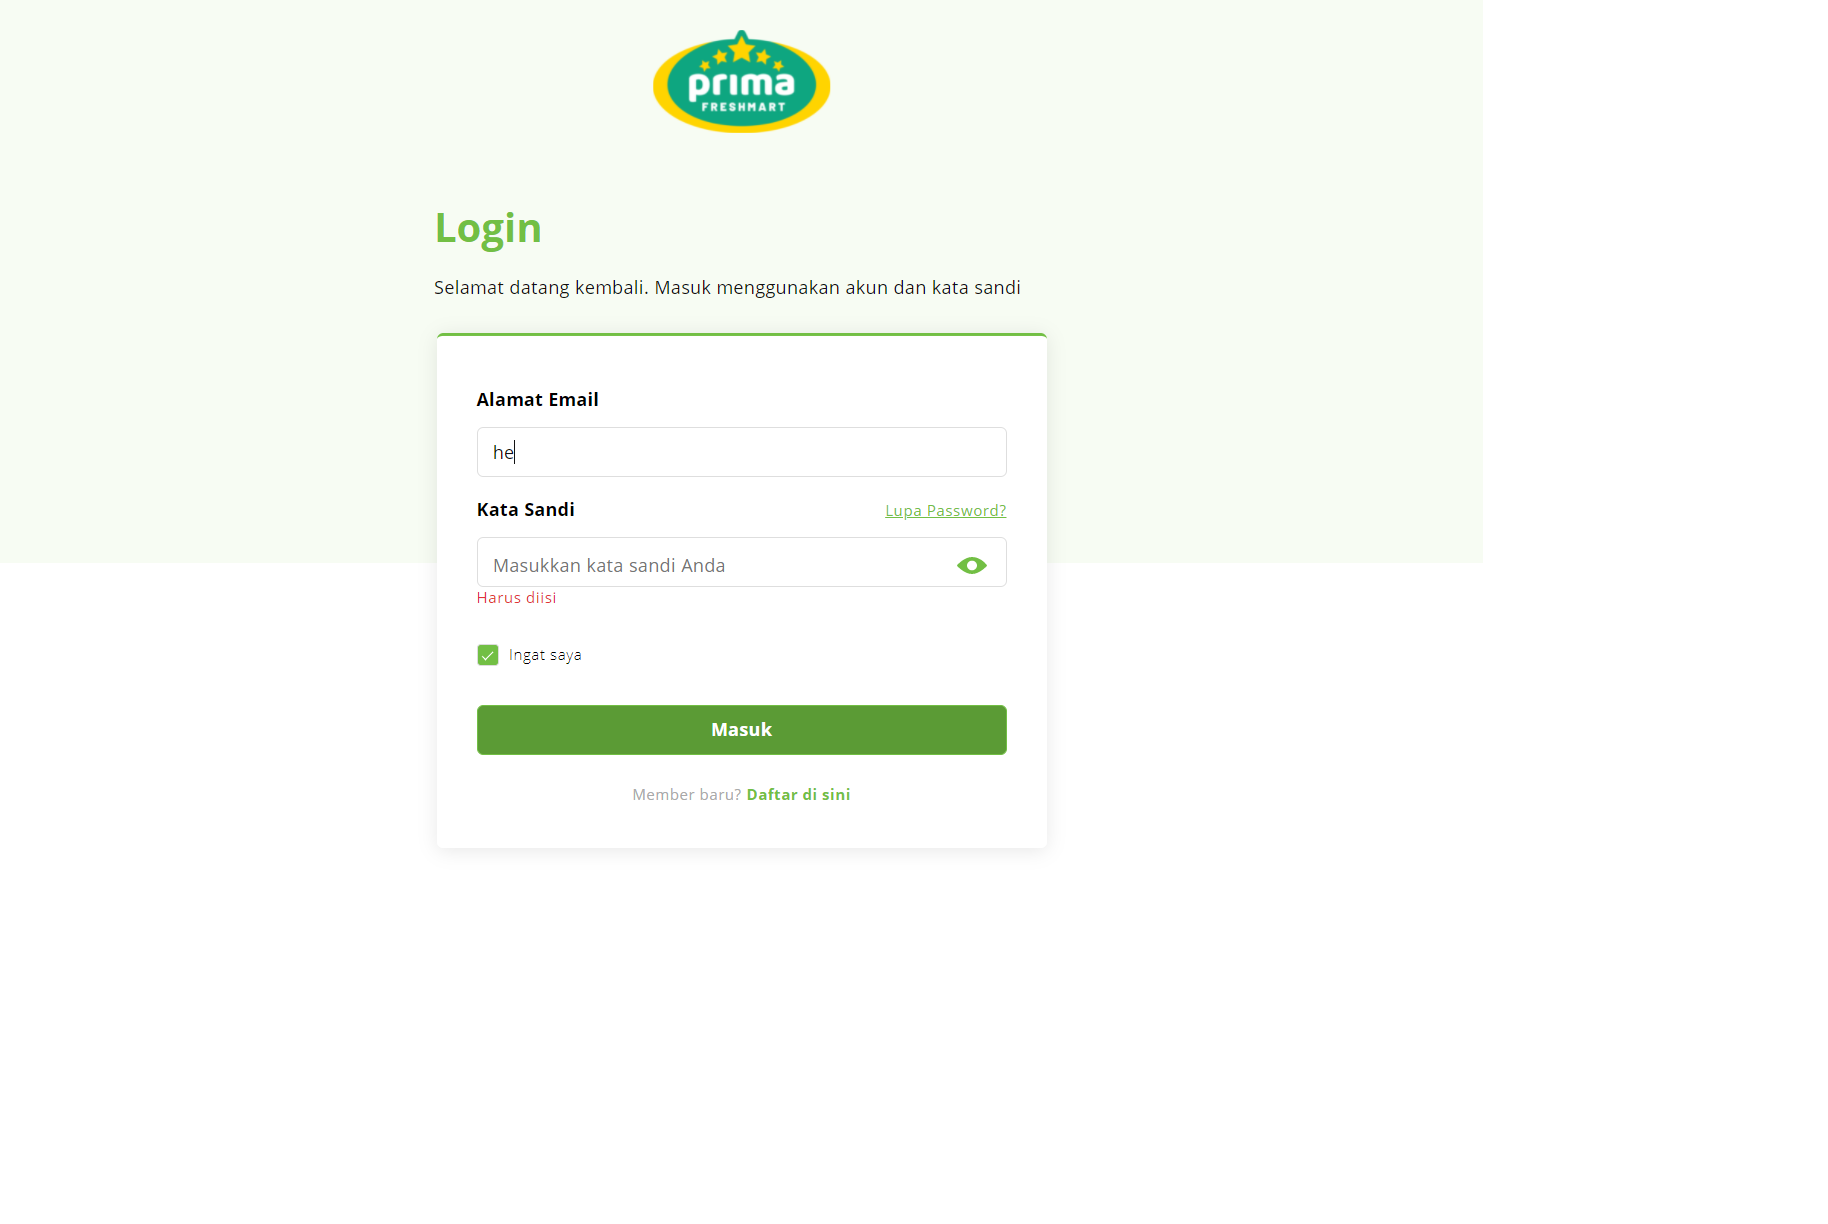 prima
FRESHMART
Login
Selamat datang kembali. Masuk menggunakan akun dan kata sandi
Alamat Email
he
Kata Sandi
Lupa Password?
Masukkan kata sandi Anda
Harus diisi
Ingat saya
Masuk
Member baru? Daftar di sini